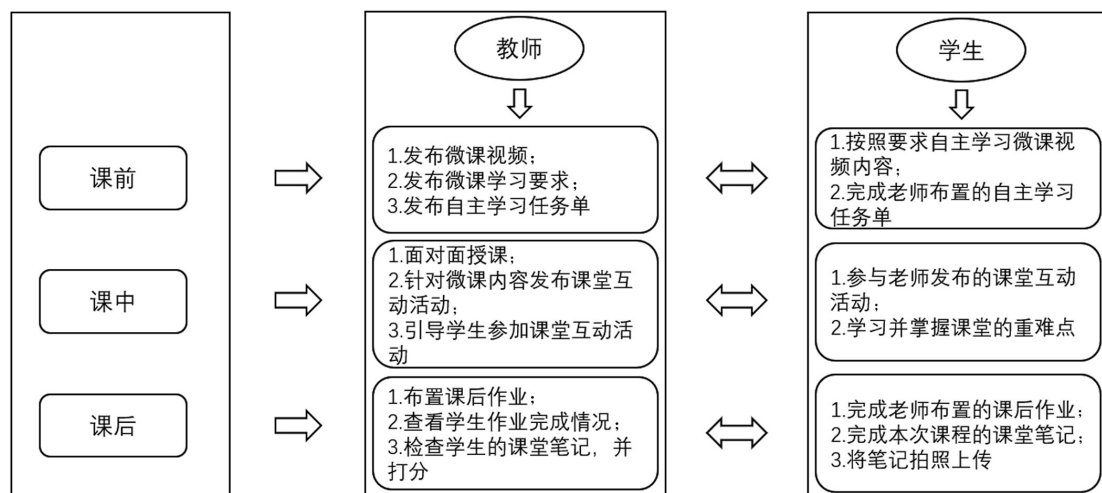 教师
学生
课前
1.发布微课视频；
2.发布微课学习要求；
3.发布自主学习任务单
1.按照要求自主学习微课视
频内容；
2.完成老师布置的自主学习
任务单
课中
1.面对面授课；
2.针对微课内容发布课堂互
动活动；
3.引导学生参加课堂互动活
动
1.参与老师发布的课堂互动
活动；
2.学习并掌握课堂的重难点
课后
1.布置课后作业；
2.查看学生作业完成情况；
3.检查学生的课堂笔记，并
打分
1.完成老师布置的课后作业；
2.完成本次课程的课堂笔记；
3.将笔记拍照上传